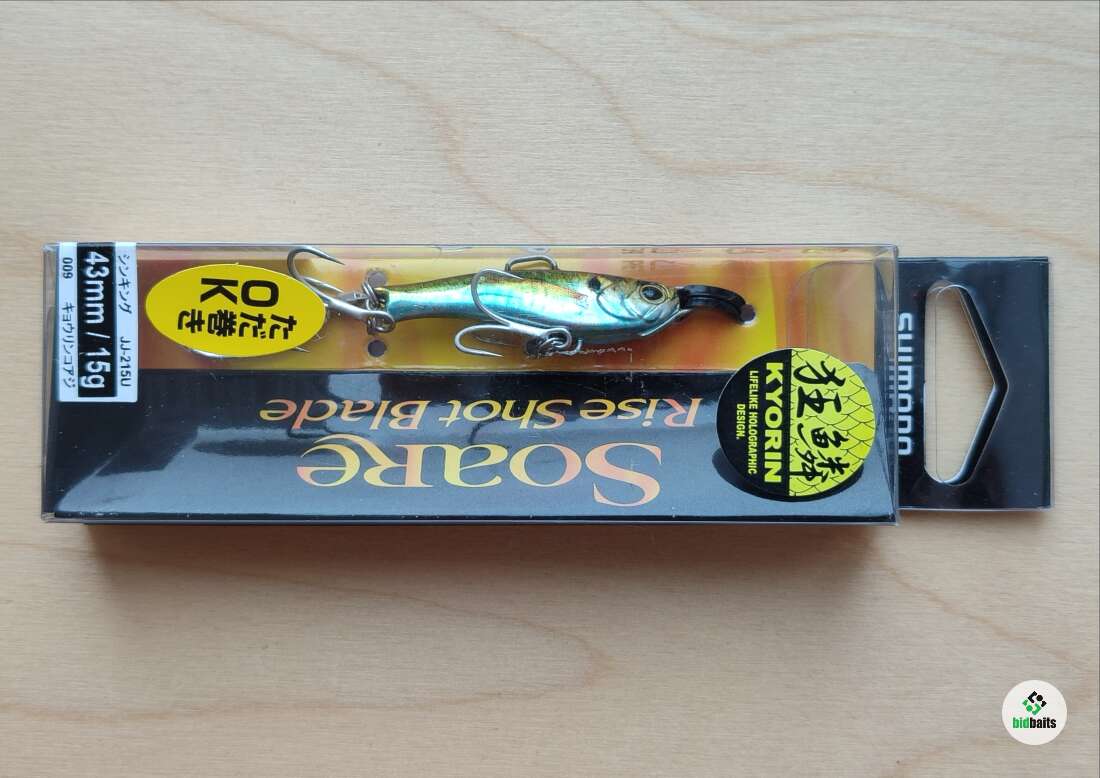 SHIMANO
狂鱗
KYORIN
LIFELIKE HOLOGRAPHIC
DESIGN.
Soare
Rise Shot Blade
ただ巻き
OK
シンキング JJ-215U
43mm / 15g
009 キョウリンコアジ
bidbaits